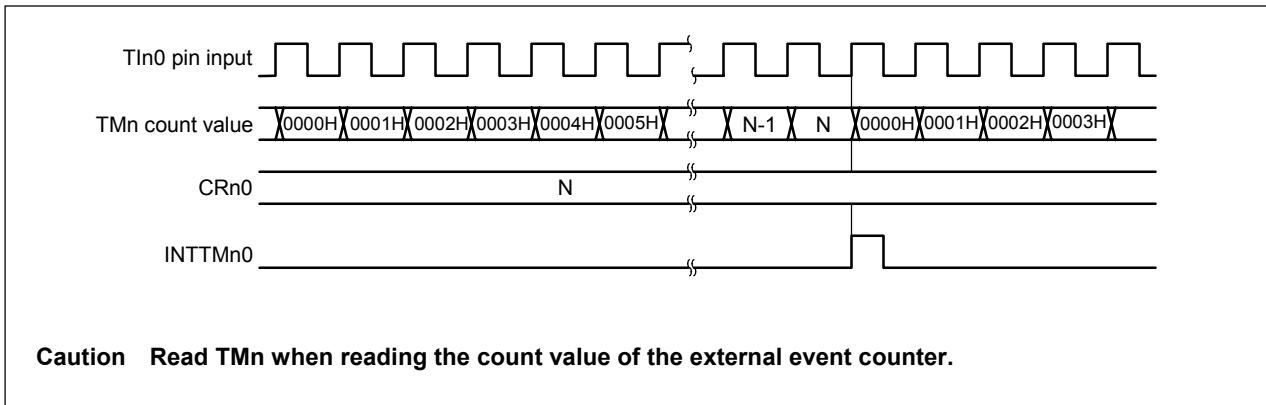 TIn0 pin input
TMn count value 0000H 0001H 0002H 0003H 0004H 0005H N-1 N 0000H 0001H 0002H 0003H
CRn0 N
INTTMn0
Caution Read TMn when reading the count value of the external event counter.